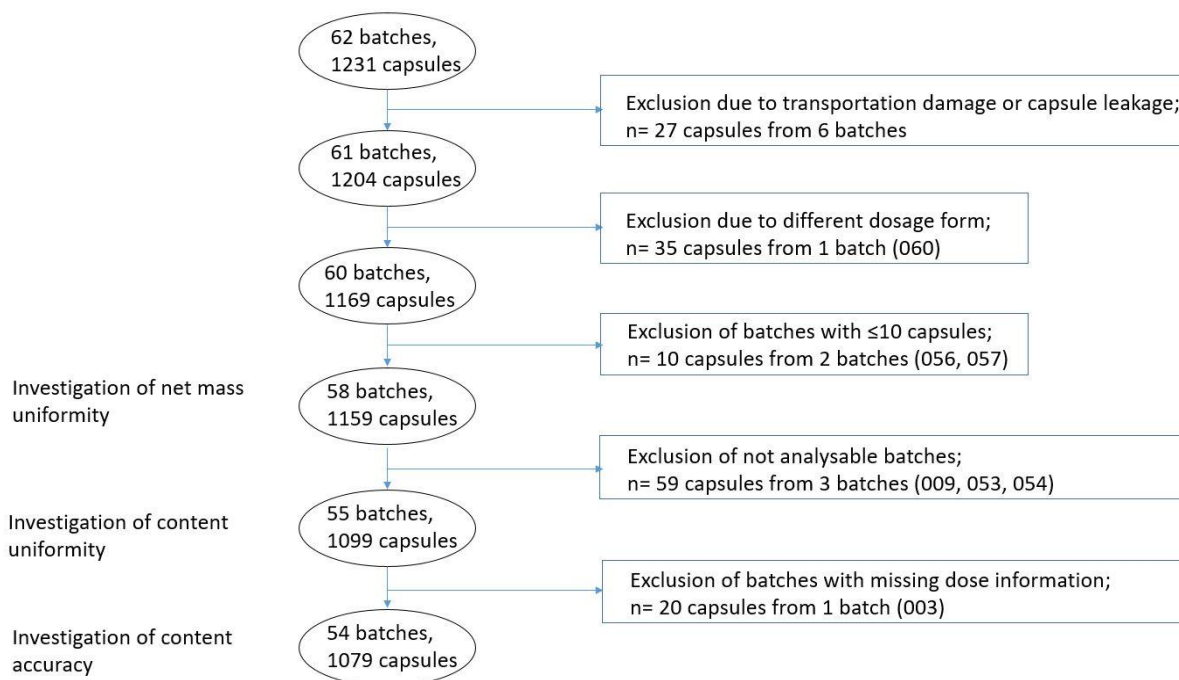 62 batches,
1231 capsules
Exclusion due to transportation damage or capsule leakage;
n= 27 capsules from 6 batches
61 batches,
1204 capsules
Exclusion due to different dosage form;
n= 35 capsules from 1 batch (060)
60 batches,
1169 capsules
Exclusion of batches with ≤10 capsules;
n= 10 capsules from 2 batches (056, 057)
Investigation of net mass
uniformity
58 batches,
1159 capsules
Exclusion of not analysable batches;
n= 59 capsules from 3 batches (009, 053, 054)
Investigation of content
uniformity
55 batches,
1099 capsules
Exclusion of batches with missing dose information;
n= 20 capsules from 1 batch (003)
Investigation of content
accuracy
54 batches,
1079 capsules